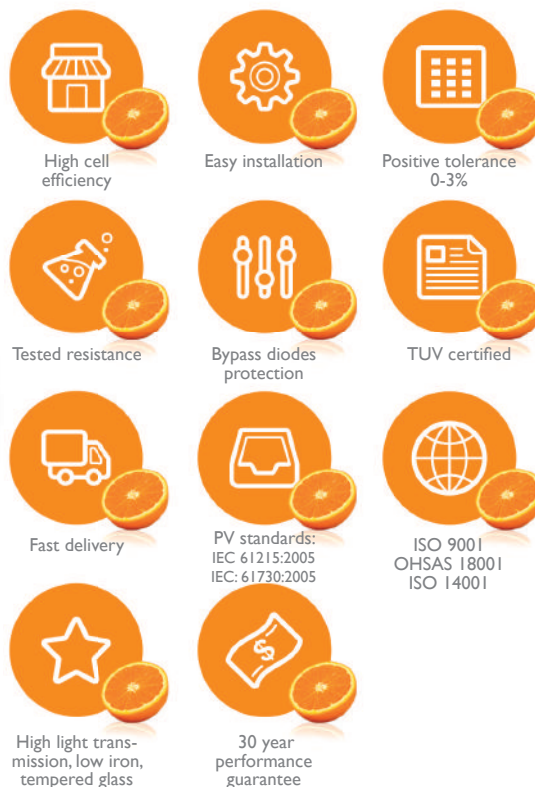 High cell
efficiency
Easy installation
Positive tolerance
0-3%
Tested resistance
Bypass diodes
protection
TUV certified
Fast delivery
PV standards:
IEC 61215:2005
IEC: 61730:2005
ISO 9001
OHSAS 18001
ISO 14001
High light trans-
mission, low iron,
tempered glass
30 year
performance
guarantee